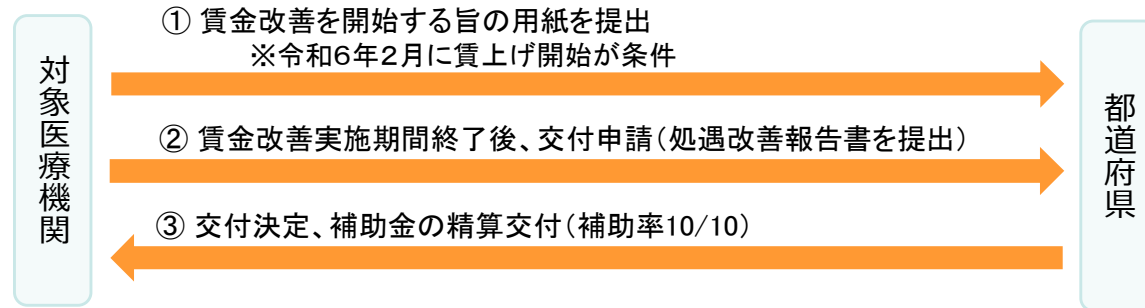 ① 賃金改善を開始する旨の用紙を提出
※令和6年2月に賃上げ開始が条件
対象医療機関
都道府県
② 賃金改善実施期間終了後、交付申請(処遇改善報告書を提出)
③ 交付決定、補助金の精算交付(補助率10/10)